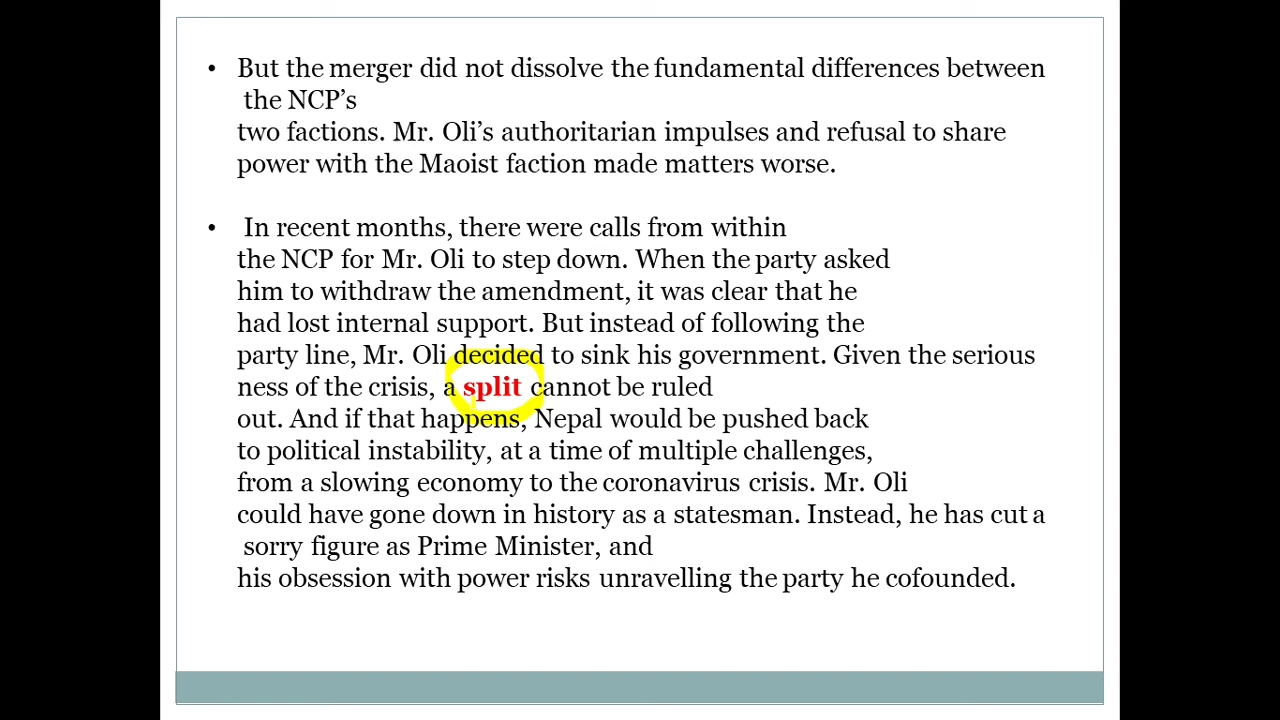 • But the merger did not dissolve the fundamental differences between
the NCP’s
two factions. Mr. Oli’s authoritarian impulses and refusal to share
power with the Maoist faction made matters worse.
• In recent months, there were calls from within
the NCP for Mr. Oli to step down. When the party asked
him to withdraw the amendment, it was clear that he
had lost internal support. But instead of following the
party line, Mr. Oli decided to sink his government. Given the serious
ness of the crisis, a split cannot be ruled
out. And if that happens, Nepal would be pushed back
to political instability, at a time of multiple challenges,
from a slowing economy to the coronavirus crisis. Mr. Oli
could have gone down in history as a statesman. Instead, he has cut a
sorry figure as Prime Minister, and
his obsession with power risks unravelling the party he cofounded.